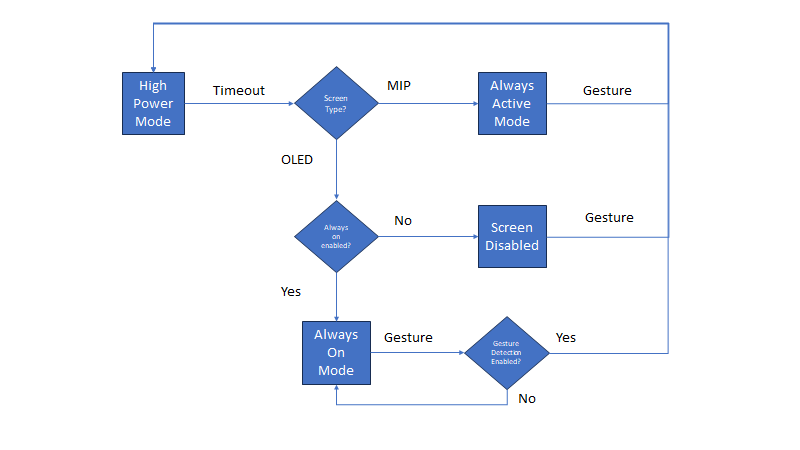 High
Power
Mode
Timeout
Screen
Type?
MIP
Always
Active
Mode
Gesture
OLED
Always
on
enabled?
No
Screen
Disabled
Gesture
Yes
Always
On
Mode
Gesture
Gesture
Detection
Enabled?
Yes
No